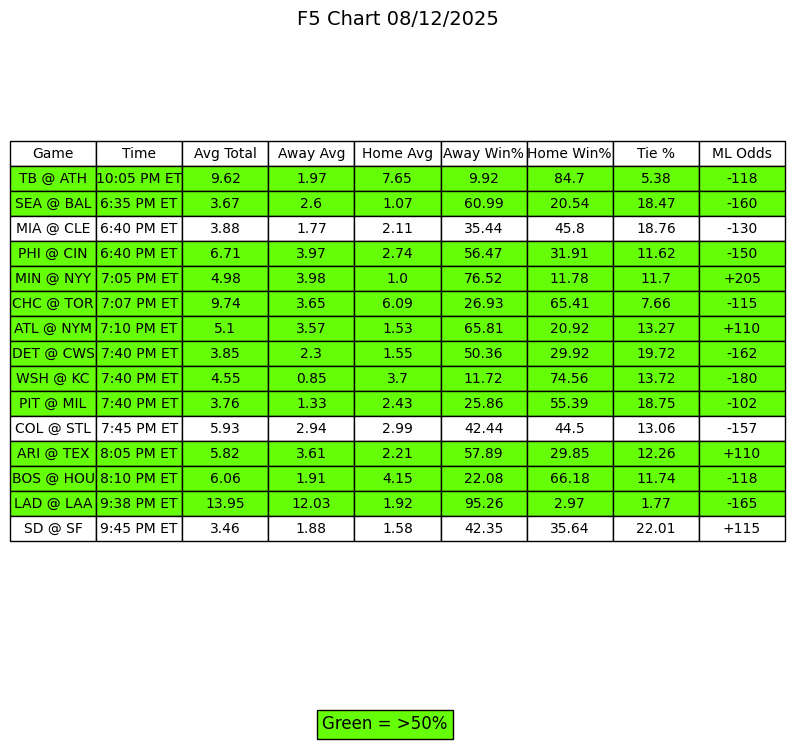 F5 Chart 08/12/2025
Game Time Avg Total Away Avg Home Avg Away Win% Home Win% Tie % ML Odds
TB @ ATH 10:05 PM ET 9.62 1.97 7.65 9.92 84.7 5.38 -118
SEA @ BAL 6:35 PM ET 3.67 2.6 1.07 60.99 20.54 18.47 -160
MIA @ CLE 6:40 PM ET 3.88 1.77 2.11 35.44 45.8 18.76 -130
PHI @ CIN 6:40 PM ET 6.71 3.97 2.74 56.47 31.91 11.62 -150
MIN @ NYY 7:05 PM ET 4.98 3.98 1.0 76.52 11.78 11.7 +205
CHC @ TOR 7:07 PM ET 9.74 3.65 6.09 26.93 65.41 7.66 -115
ATL @ NYM 7:10 PM ET 5.1 3.57 1.53 65.81 20.92 13.27 +110
DET @ CWS 7:40 PM ET 3.85 2.3 1.55 50.36 29.92 19.72 -162
WSH @ KC 7:40 PM ET 4.55 0.85 3.7 11.72 74.56 13.72 -180
PIT @ MIL 7:40 PM ET 3.76 1.33 2.43 25.86 55.39 18.75 -102
COL @ STL 7:45 PM ET 5.93 2.94 2.99 42.44 44.5 13.06 -157
ARI @ TEX 8:05 PM ET 5.82 3.61 2.21 57.89 29.85 12.26 +110
BOS @ HOU 8:10 PM ET 6.06 1.91 4.15 22.08 66.18 11.74 -118
LAD @ LAA 9:38 PM ET 13.95 12.03 1.92 95.26 2.97 1.77 -165
SD @ SF 9:45 PM ET 3.46 1.88 1.58 42.35 35.64 22.01 +115
Green = >50%